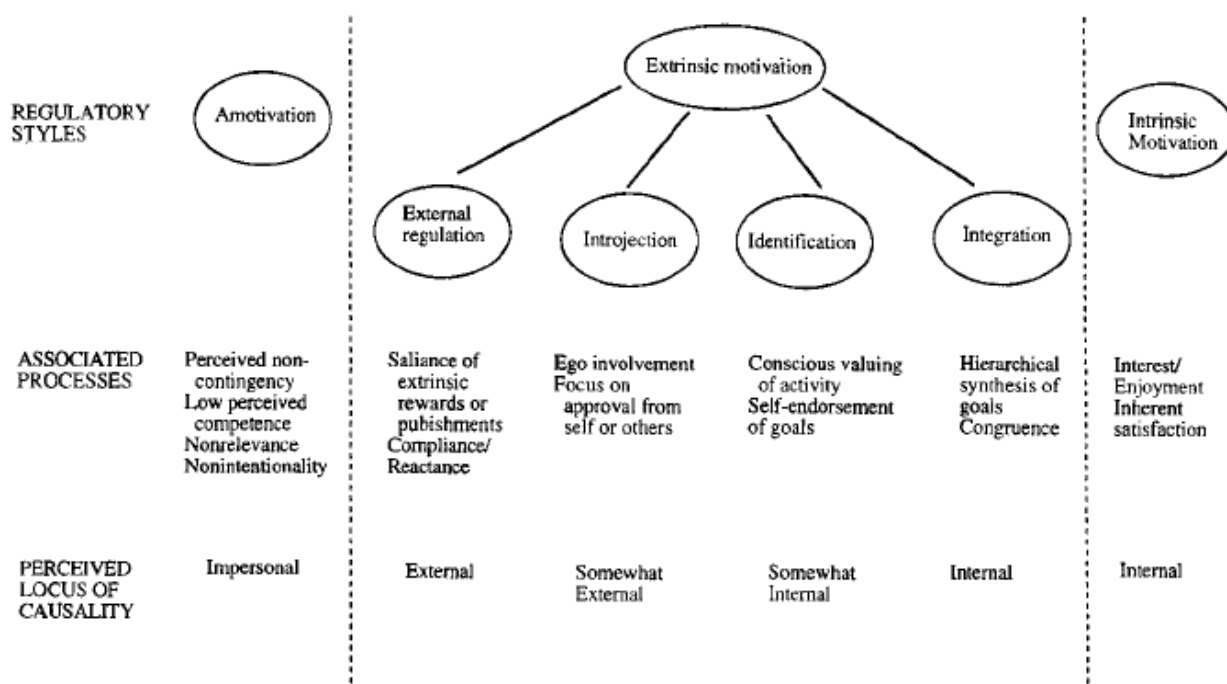 Extrinsic motivation
REGULATORY
STYLES
Amotivation
Intrinsic
Motivation
External
regulation
Introjection
Identification
Integration
ASSOCIATED
PROCESSES
Perceived non-
contingency
Low perceived
competence
Nonrelevance
Nonintentionality
Saliance of
extrinsic
rewards or
pubishments
Compliance/
Reactance
Ego involvement
Focus on
approval from
self or others
Conscious valuing
of activity
Self-endorsement
of goals
Hierarchical
synthesis of
goals
Congruence
Interest/
Enjoyment
Inherent
satisfaction
PERCEIVED
LOCUS OF
CAUSALITY
Impersonal
External
Somewhat
External
Somewhat
Internal
Internal
Internal